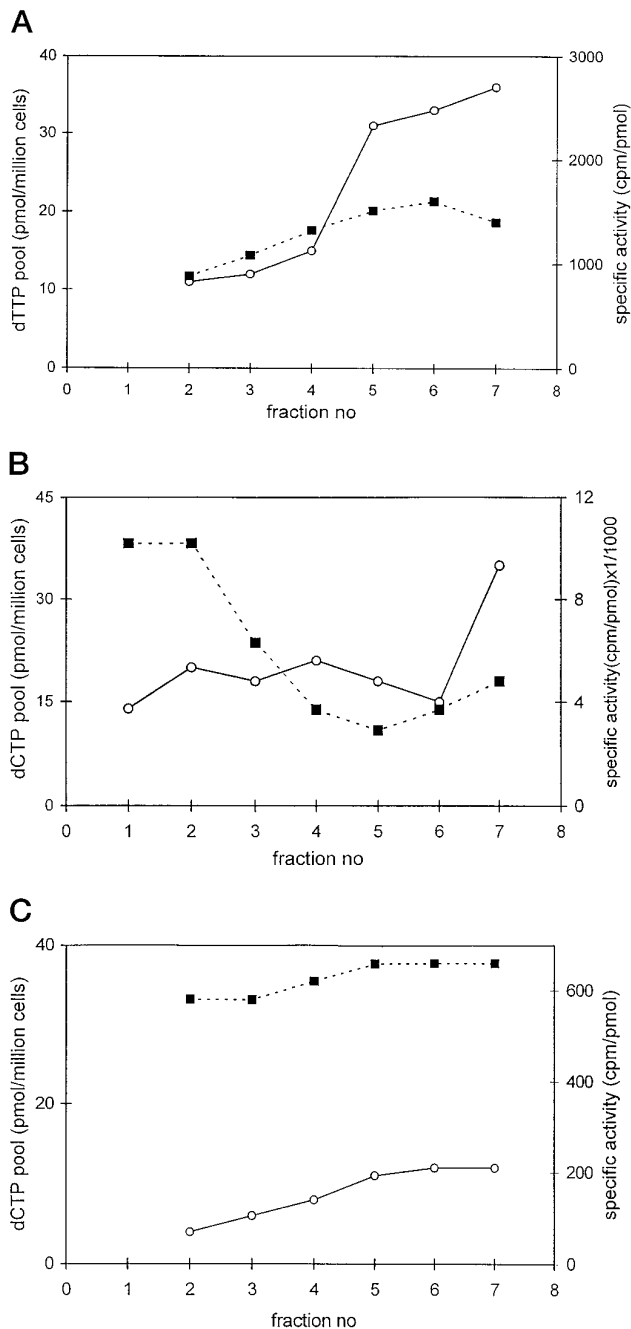 A
dTTP pool (pmol/million cells)
40
30
20
10
0
3000
2000
1000
0
specific activity (cpm/pmol)
0 1 2 3 4 5 6 7 8
fraction no
B
dCTP pool (pmol/million cells)
45
30
15
0
12
8
4
0
specific activity(cpm/pmol)x1/1000
0 1 2 3 4 5 6 7 8
fraction no
C
dCTP pool (pmol/million cells)
40
20
0
600
400
200
0
specific activity (cpm/pmol)
0 1 2 3 4 5 6 7 8
fraction no